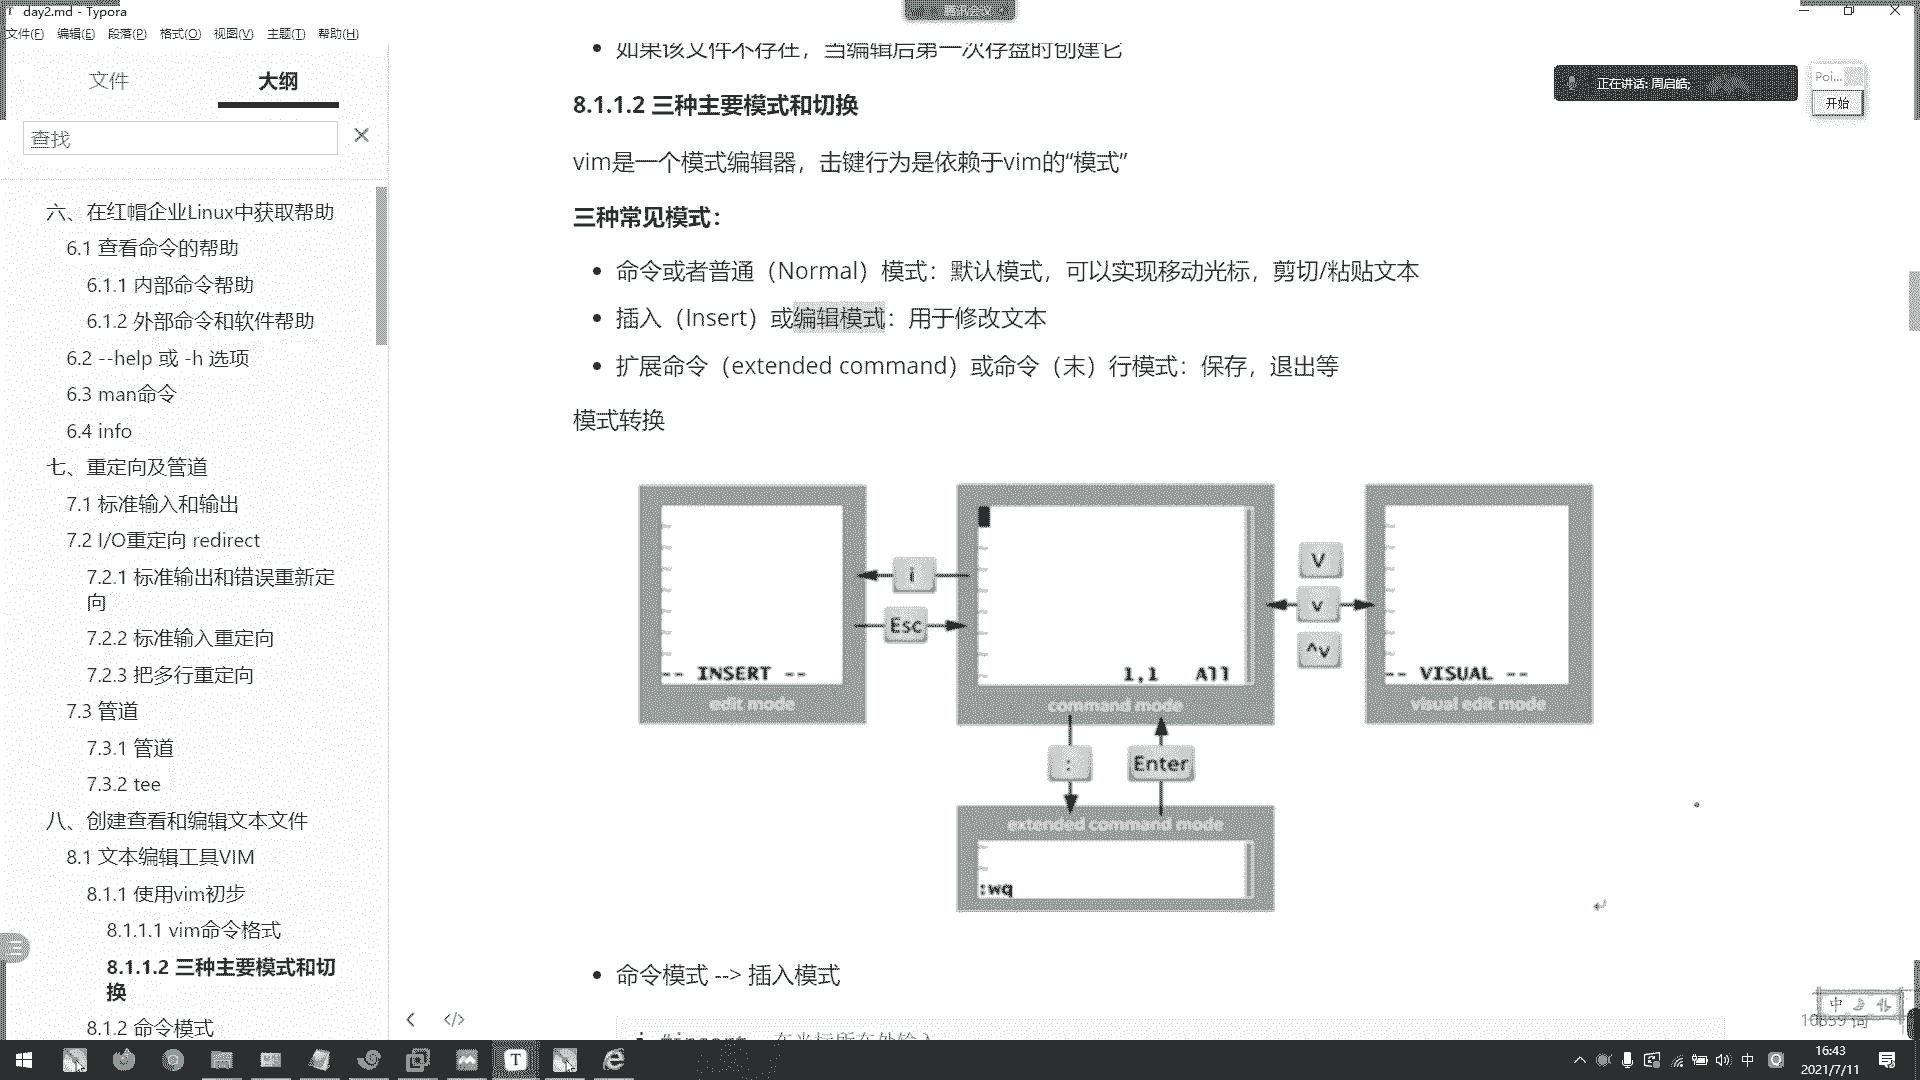 day2.md - Typora
腾讯会议
文件(F) 编辑(E) 段落(P) 格式(O) 视图(V) 主题(T) 帮助(H)
文件 大纲
查找
六、在红帽企业Linux中获取帮助
6.1 查看命令的帮助
6.1.1 内部命令帮助
6.1.2 外部命令和软件帮助
6.2 --help 或 -h 选项
6.3 man命令
6.4 info
七、重定向及管道
7.1 标准输入和输出
7.2 I/O重定向 redirect
7.2.1 标准输出和错误重新定
向
7.2.2 标准输入重定向
7.2.3 把多行重定向
7.3 管道
7.3.1 管道
7.3.2 tee
八、创建查看和编辑文本文件
8.1 文本编辑工具VIM
8.1.1 使用vim初步
8.1.1.1 vim命令格式
8.1.1.2 三种主要模式和切
换
8.1.2 命令模式
如果该文件不存在，当编辑后第一次存盘时创建它
正在讲话: 周启皓;
Poi...
开始
8.1.1.2 三种主要模式和切换
vim是一个模式编辑器，击键行为是依赖于vim的“模式”
三种常见模式：
命令或者普通（Normal）模式：默认模式，可以实现移动光标，剪切/粘贴文本
插入（Insert）或编辑模式：用于修改文本
扩展命令（extended command）或命令（末）行模式：保存，退出等
模式转换
i
Esc
-- INSERT --
edit mode
1,1 All
command mode
V
v
^v
-- VISUAL --
visual edit mode
:
Enter
extended command mode
:wq
命令模式 --> 插入模式
i #insert, 在光标所在处输入
</> 
10859 词
中
中
16:43
2021/7/11